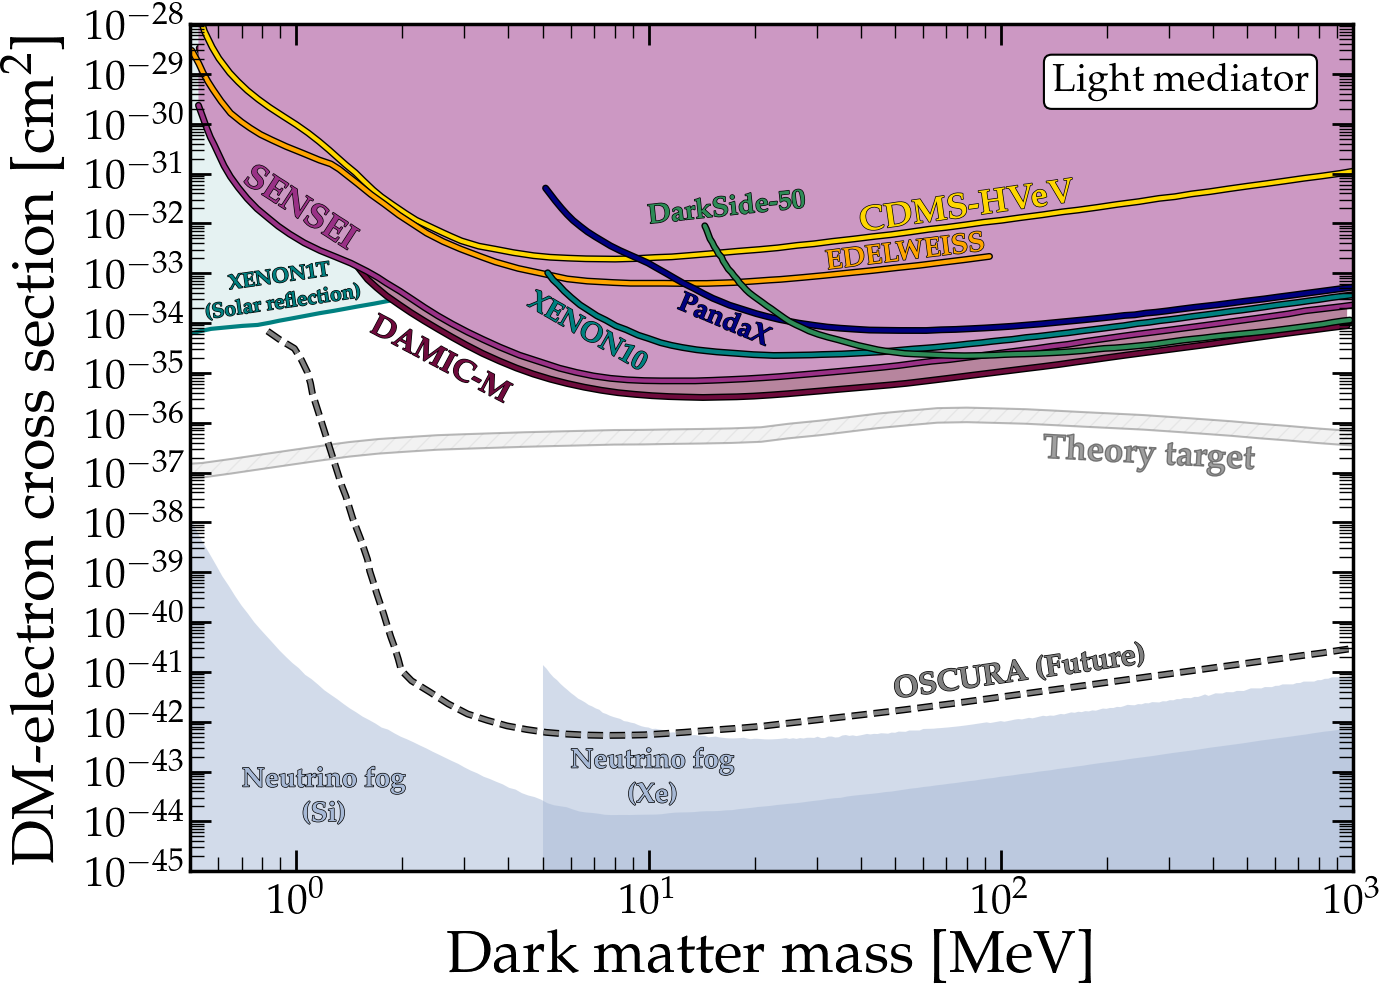 10−28
10−29
10−30
10−31
10−32
10−33
10−34
10−35
10−36
10−37
10−38
10−39
10−40
10−41
10−42
10−43
10−44
10−45
DM-electron cross section [cm2]
Light mediator
SENSEI
DarkSide-50
CDMS-HVeV
EDELWEISS
XENON1T
(Solar reflection)
XENON10
PandaX
DAMIC-M
Theory target
OSCURA (Future)
Neutrino fog
(Xe)
Neutrino fog
(Si)
100
101
102
103
Dark matter mass [MeV]